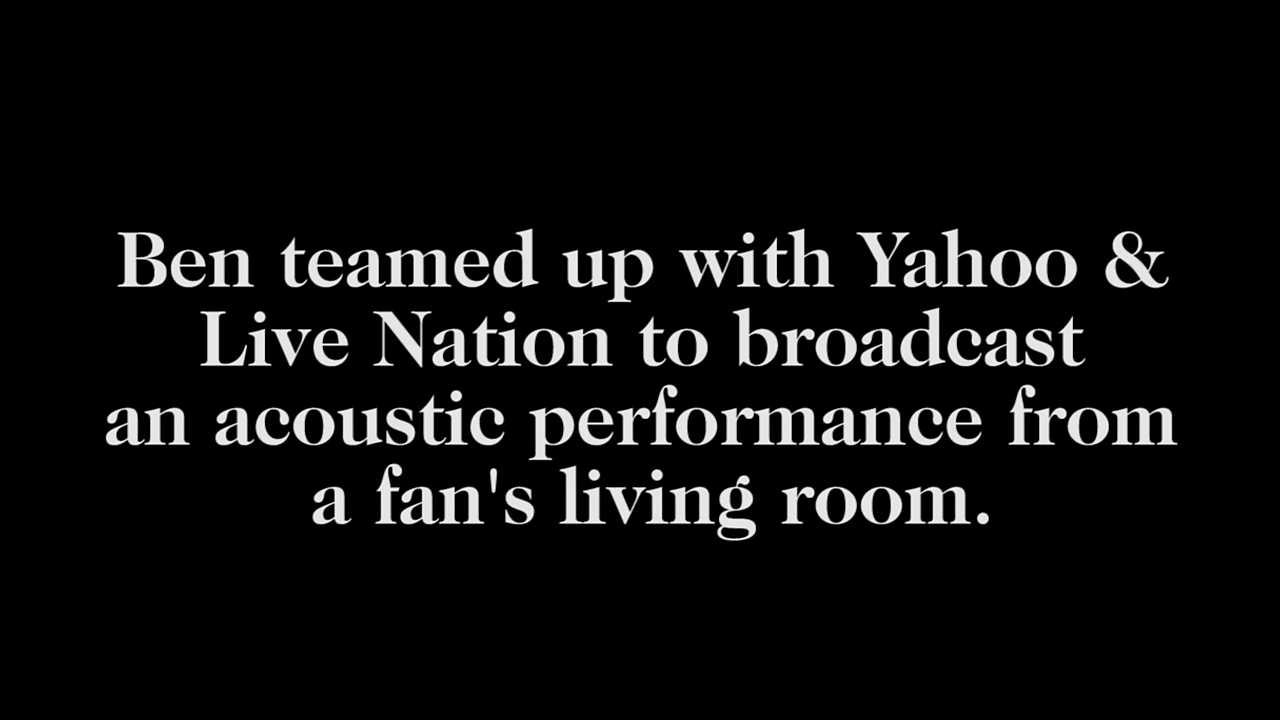 Ben teamed up with Yahoo &
Live Nation to broadcast
an acoustic performance from
a fan's living room.